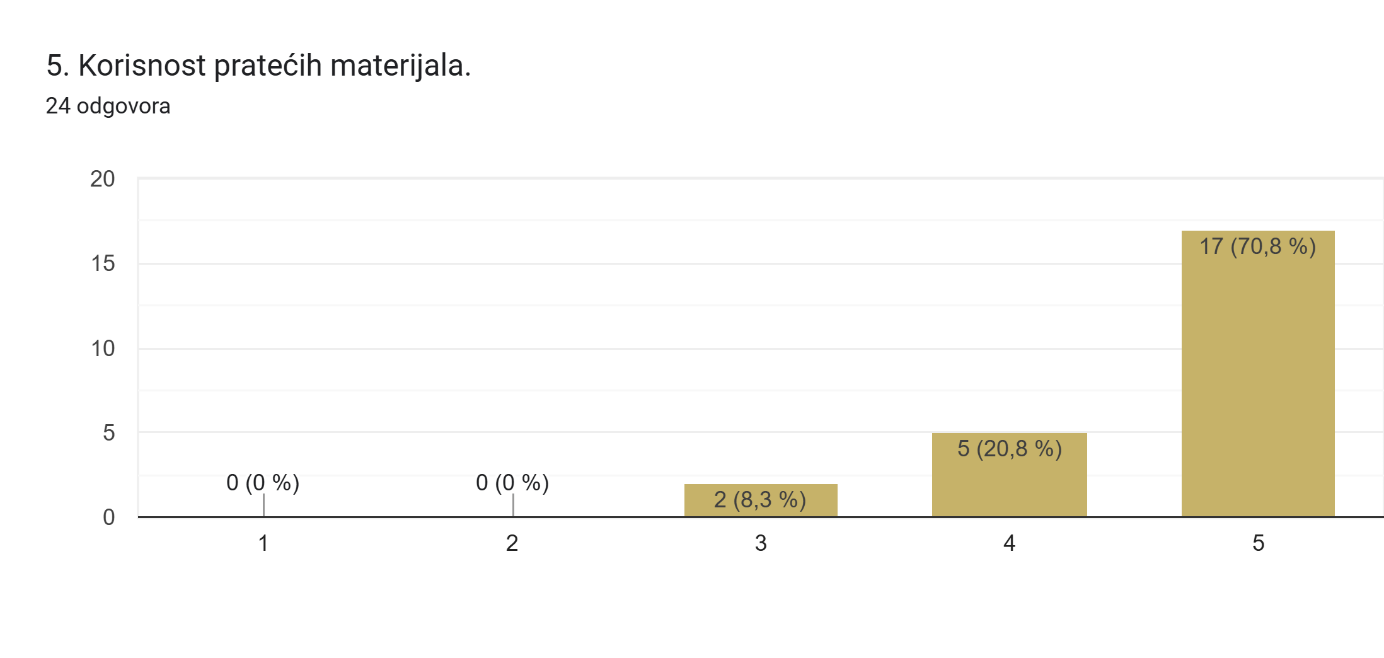 5. Korisnost pratećih materijala.
24 odgovora
20
15
10
5
0
0 (0 %)
0 (0 %)
2 (8,3 %)
5 (20,8 %)
17 (70,8 %)
1
2
3
4
5